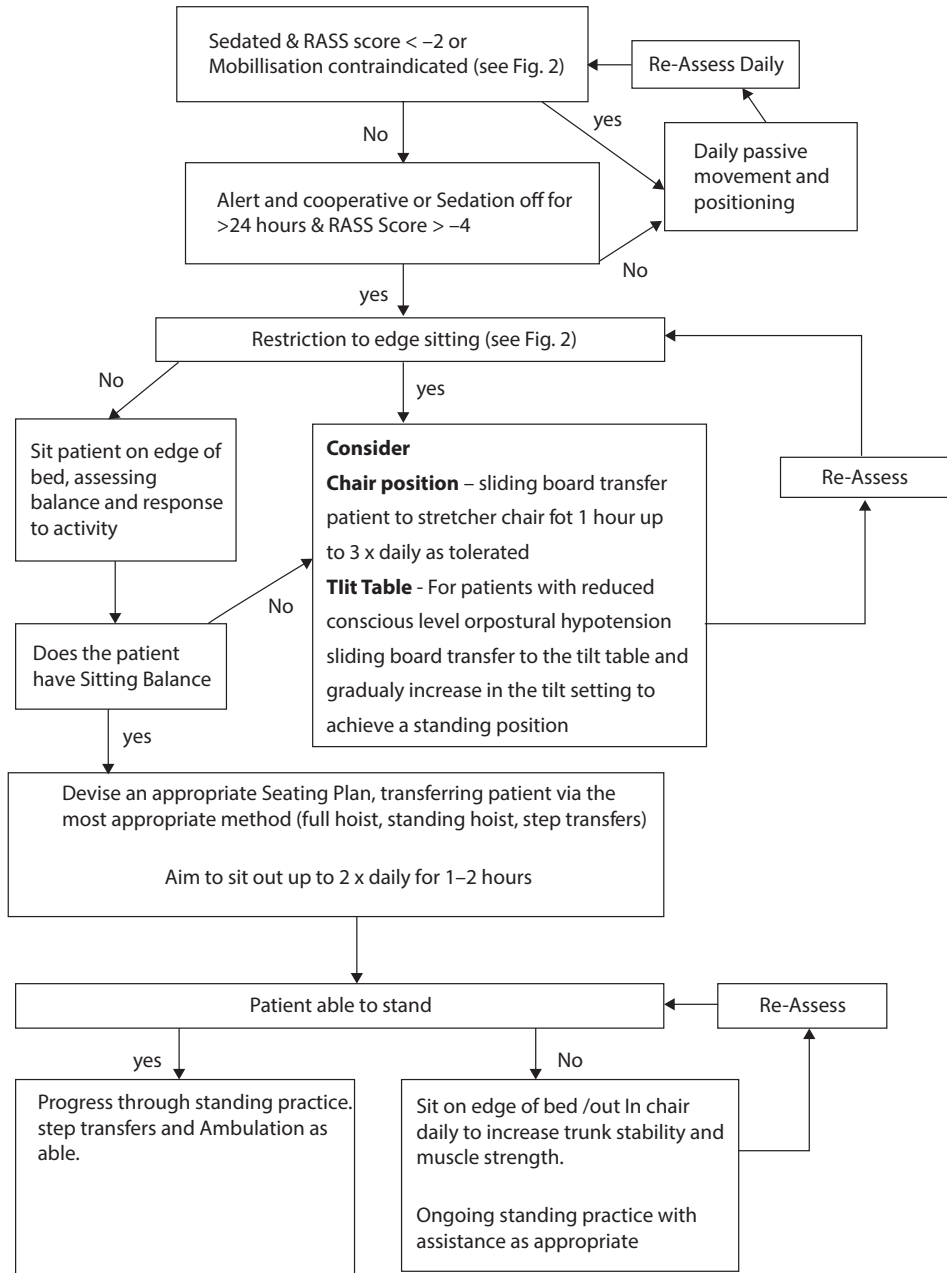 Sedated & RASS score < –2 or
Mobillisation contraindicated (see Fig. 2)
Re-Assess Daily
yes
No
Daily passive
movement and
positioning
Alert and cooperative or Sedation off for
>24 hours & RASS Score > –4
No
yes
Restriction to edge sitting (see Fig. 2)
No
yes
Sit patient on edge of
bed, assessing
balance and response
to activity
Consider
Chair position – sliding board transfer
patient to stretcher chair fot 1 hour up
to 3 x daily as tolerated
Tlit Table - For patients with reduced
conscious level orpostural hypotension
sliding board transfer to the tilt table and
gradualy increase in the tilt setting to
achieve a standing position
Re-Assess
No
Does the patient
have Sitting Balance
yes
Devise an appropriate Seating Plan, transferring patient via the
most appropriate method (full hoist, standing hoist, step transfers)
Aim to sit out up to 2 x daily for 1–2 hours
Patient able to stand
Re-Assess
yes
No
Progress through standing practice.
step transfers and Ambulation as
able.
Sit on edge of bed /out In chair
daily to increase trunk stability and
muscle strength.
Ongoing standing practice with
assistance as appropriate